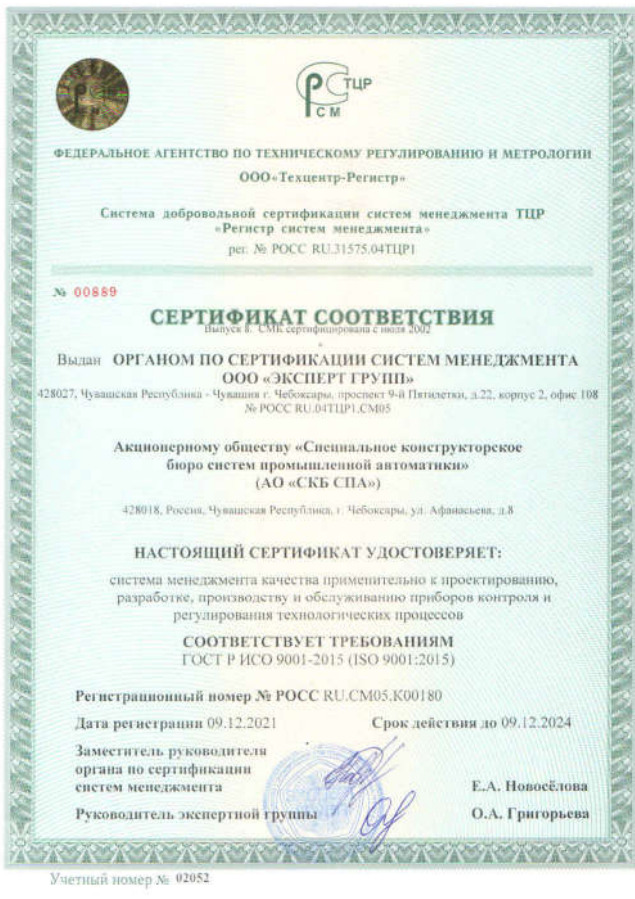 РСТ ТЦР
СМ
ФЕДЕРАЛЬНОЕ АГЕНТСТВО ПО ТЕХНИЧЕСКОМУ РЕГУЛИРОВАНИЮ И МЕТРОЛОГИИ
ООО «Техцентр-Регистр»
Система добровольной сертификации систем менеджмента ТЦР
«Регистр систем менеджмента»
рег. № РОСС RU.31575.04ТЦР1
№ 00889
СЕРТИФИКАТ СООТВЕТСТВИЯ
Выпуск 8. СМК сертифицирована с июля 2002
Выдан ОРГАНОМ ПО СЕРТИФИКАЦИИ СИСТЕМ МЕНЕДЖМЕНТА
ООО «ЭКСПЕРТ ГРУПП»
428027, Чувашская Республика - Чувашия г. Чебоксары, проспект 9-й Пятилетки, д.22, корпус 2, офис 108
№ РОСС RU.04ТЦР1.СМ05
Акционерному обществу «Специальное конструкторское
бюро систем промышленной автоматики»
(АО «СКБ СПА»)
428018, Россия, Чувашская Республика, г. Чебоксары, ул. Афанасьева, д.8
НАСТОЯЩИЙ СЕРТИФИКАТ УДОСТОВЕРЯЕТ:
система менеджмента качества применительно к проектированию,
разработке, производству и обслуживанию приборов контроля и
регулирования технологических процессов
СООТВЕТСТВУЕТ ТРЕБОВАНИЯМ
ГОСТ Р ИСО 9001-2015 (ISO 9001:2015)
Регистрационный номер № РОСС RU.СМ05.К00180
Дата регистрации 09.12.2021 Срок действия до 09.12.2024
Заместитель руководителя
органа по сертификации
систем менеджмента Е.А. Новосёлова
Руководитель экспертной группы О.А. Григорьева
Учетный номер № 02052